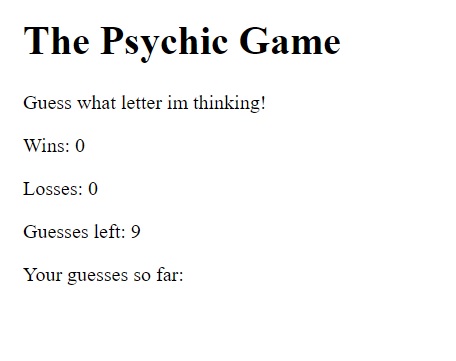 The Psychic Game
Guess what letter im thinking!
Wins: 0
Losses: 0
Guesses left: 9
Your guesses so far: